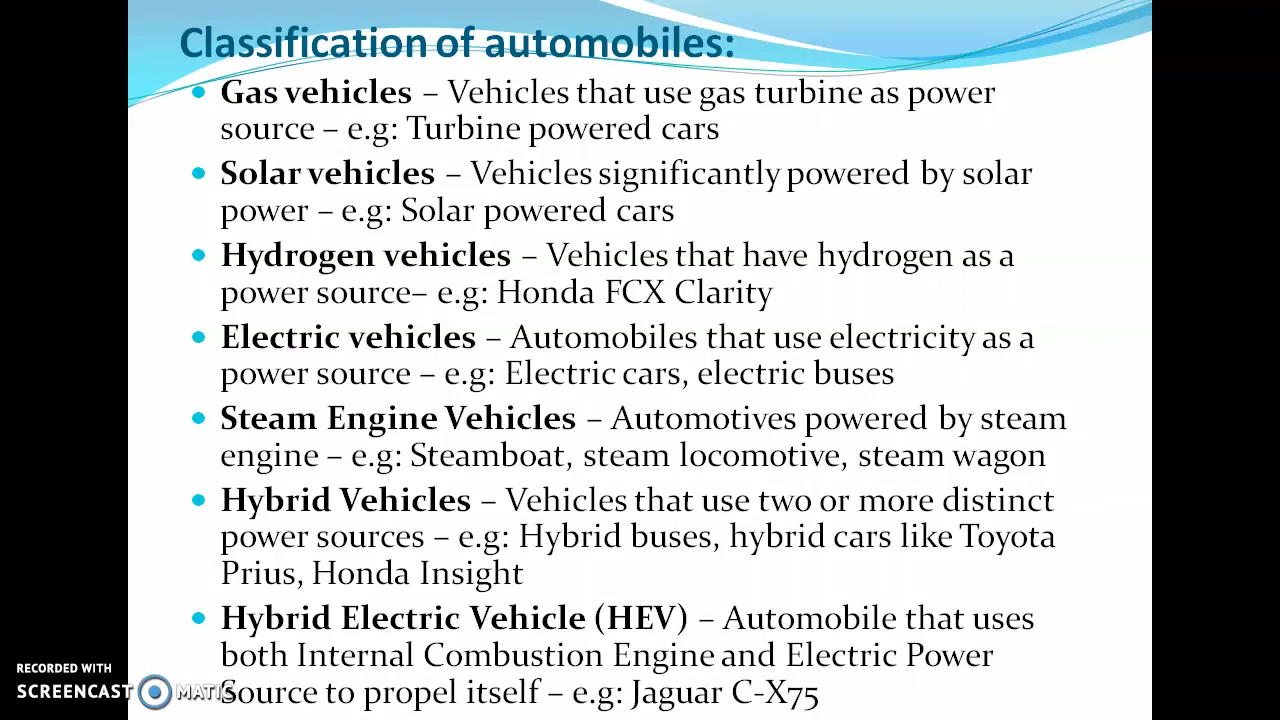 Classification of automobiles:
• Gas vehicles – Vehicles that use gas turbine as power
source – e.g: Turbine powered cars
• Solar vehicles – Vehicles significantly powered by solar
power – e.g: Solar powered cars
• Hydrogen vehicles – Vehicles that have hydrogen as a
power source– e.g: Honda FCX Clarity
• Electric vehicles – Automobiles that use electricity as a
power source – e.g: Electric cars, electric buses
• Steam Engine Vehicles – Automotives powered by steam
engine – e.g: Steamboat, steam locomotive, steam wagon
• Hybrid Vehicles – Vehicles that use two or more distinct
power sources – e.g: Hybrid buses, hybrid cars like Toyota
Prius, Honda Insight
• Hybrid Electric Vehicle (HEV) – Automobile that uses
both Internal Combustion Engine and Electric Power
Source to propel itself – e.g: Jaguar C-X75
RECORDED WITH
SCREENCAST MATIC